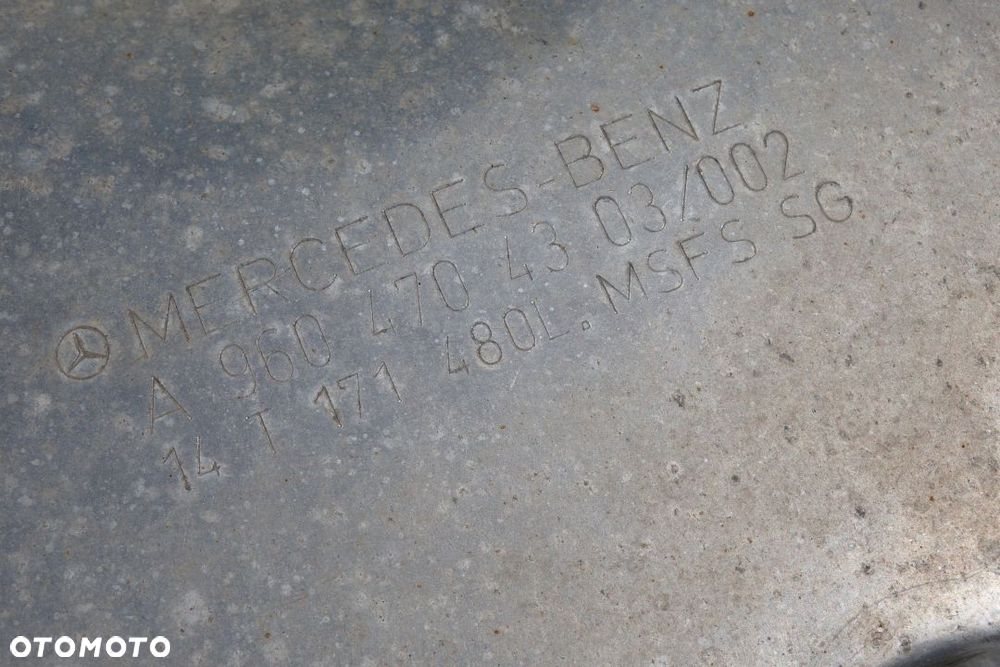 MERCEDES-BENZ
A 960 470 43 03/002
14 T 171 480L. MSFS SG
OTOMOTO